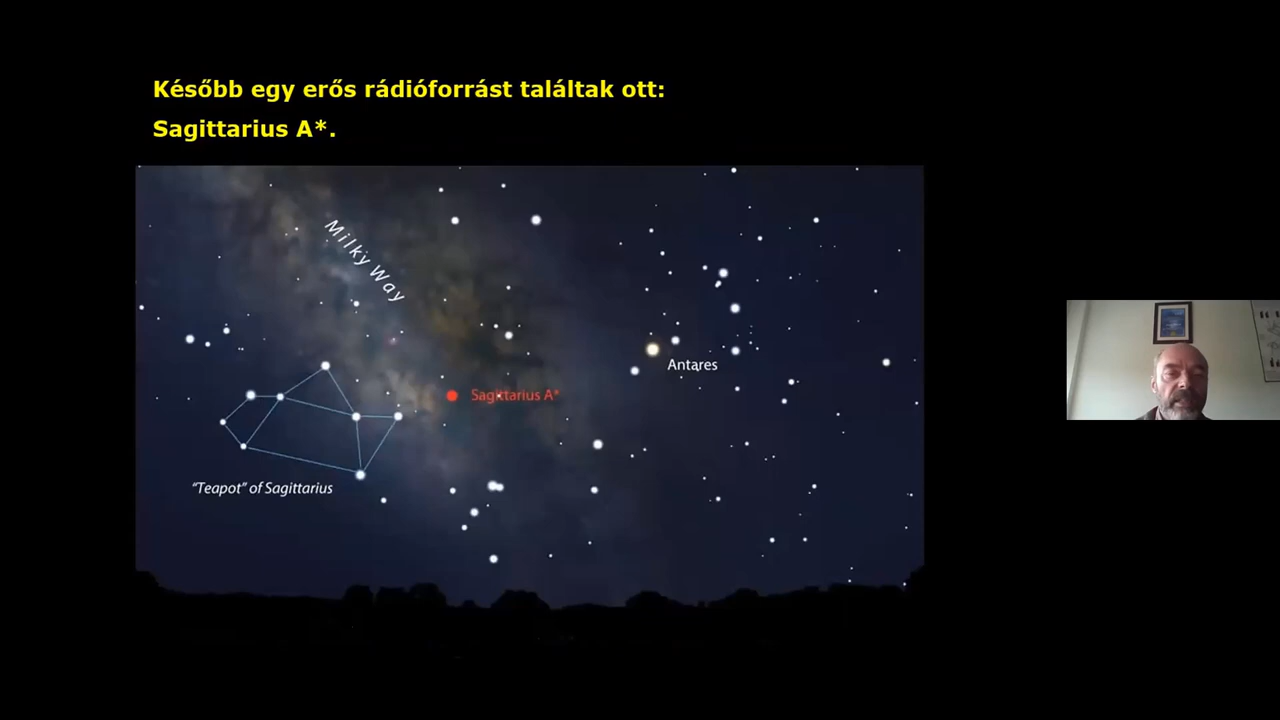 Később egy erős rádióforrást találtak ott:
Sagittarius A*.
Milky Way
Antares
Sagittarius A*
“Teapot” of Sagittarius